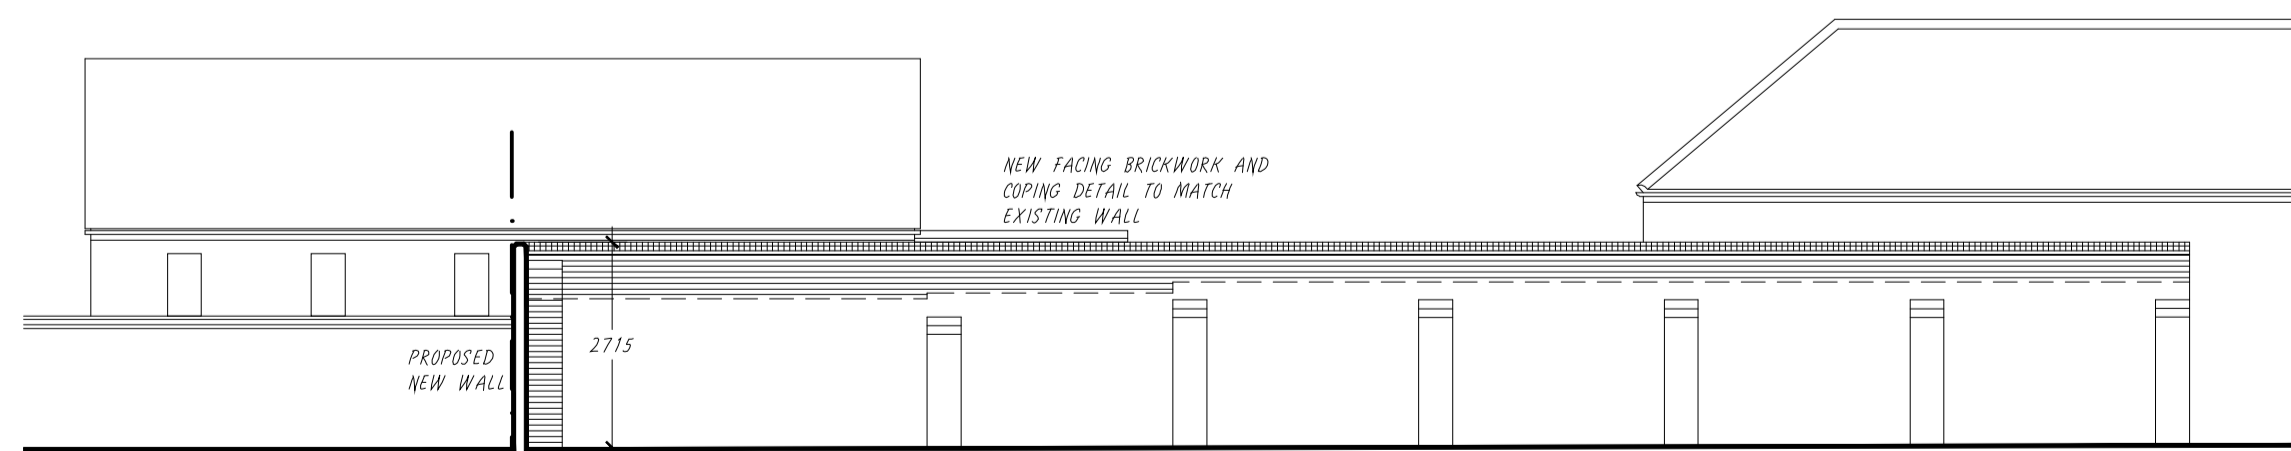 NEW FACING BRICKWORK AND
COPING DETAIL TO MATCH
EXISTING WALL
2715
PROPOSED
NEW WALL